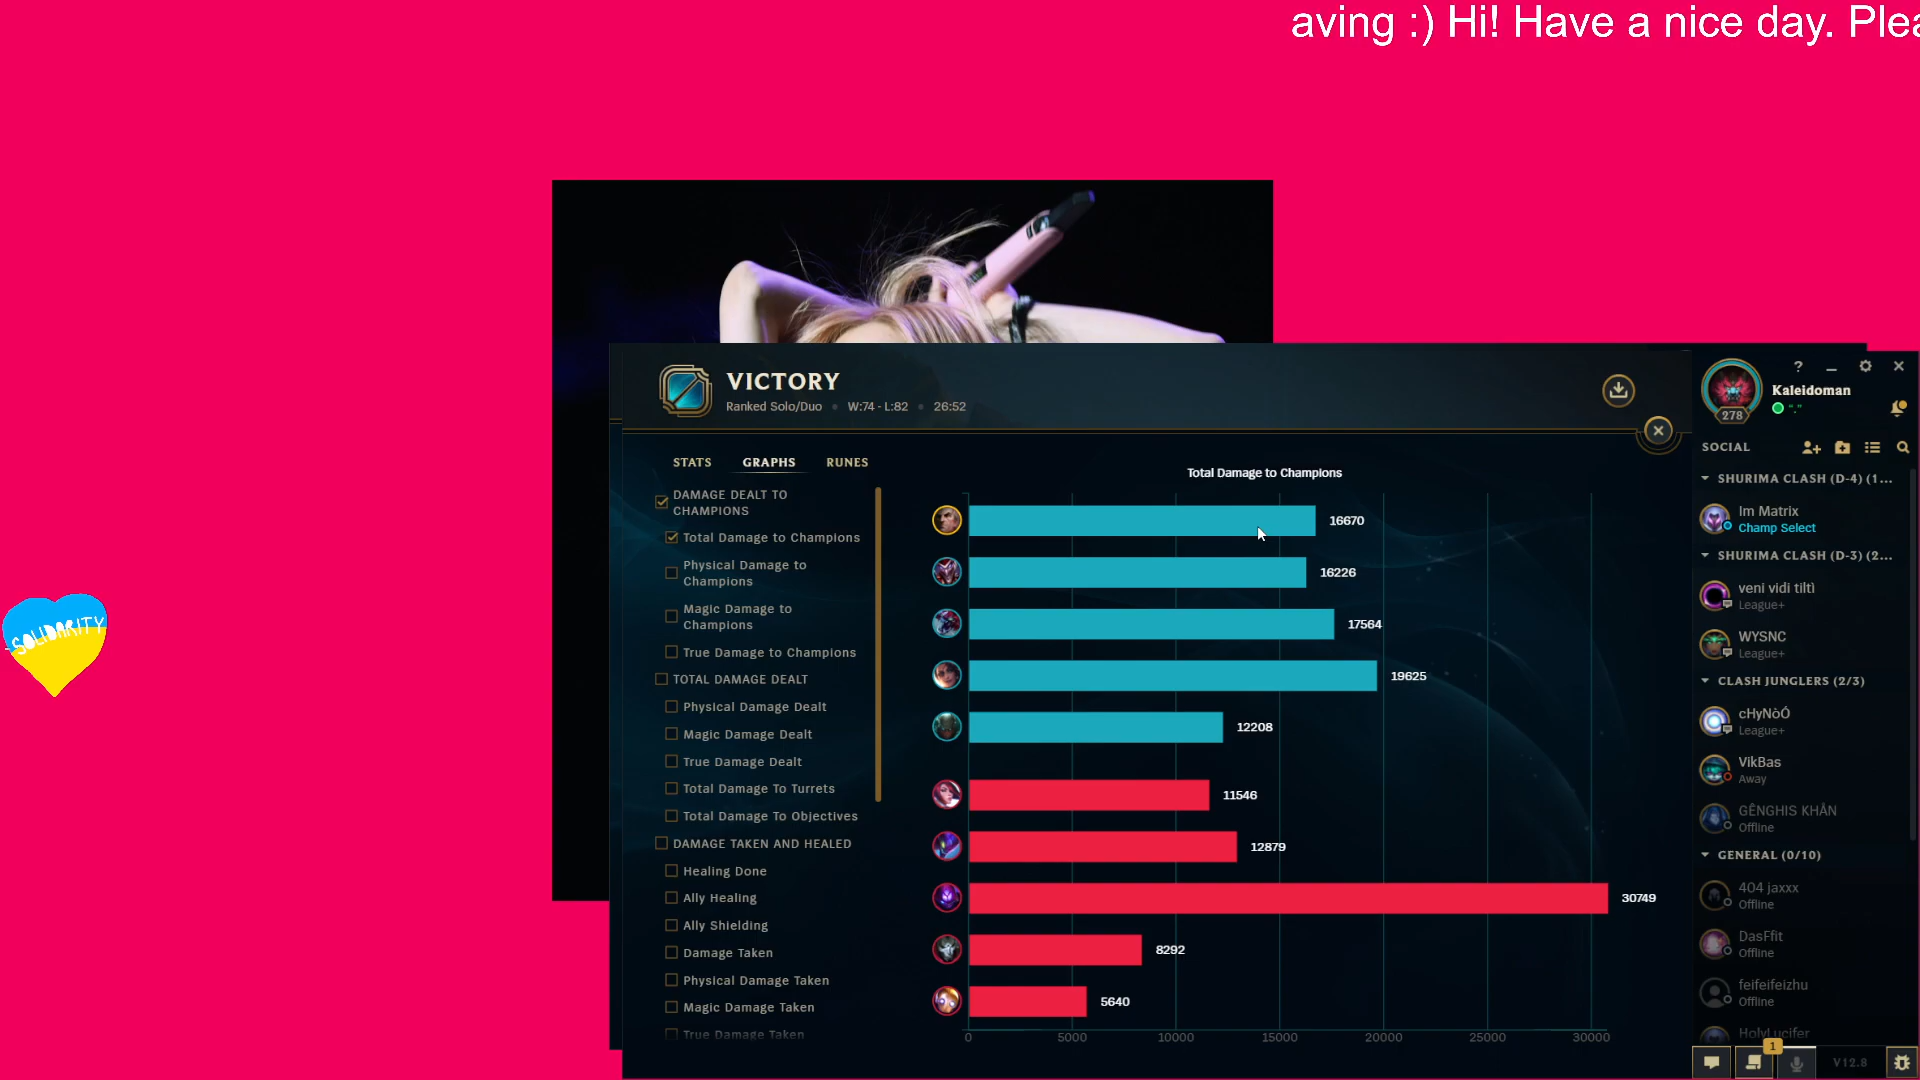 aving :) Hi! Have a nice day. Plea
SOLIDARITY
VICTORY
Ranked Solo/Duo • W:74 - L:82 • 26:52
STATS GRAPHS RUNES
DAMAGE DEALT TO
CHAMPIONS
Total Damage to Champions
Physical Damage to
Champions
Magic Damage to
Champions
True Damage to Champions
TOTAL DAMAGE DEALT
Physical Damage Dealt
Magic Damage Dealt
True Damage Dealt
Total Damage To Turrets
Total Damage To Objectives
DAMAGE TAKEN AND HEALED
Healing Done
Ally Healing
Ally Shielding
Damage Taken
Physical Damage Taken
Magic Damage Taken
True Damage Taken
Total Damage to Champions
16670
16226
17564
19625
12208
11546
12879
30749
8292
5640
0 5000 10000 15000 20000 25000 30000
?
Kaleidoman
"."
278
SOCIAL
SHURIMA CLASH (D-4) (1...
Im Matrix
Champ Select
SHURIMA CLASH (D-3) (2...
veni vidi tiltì
League+
WYSNC
League+
CLASH JUNGLERS (2/3)
cHyNòÓ
League+
VikBas
Away
GÊNGHIS KHÂN
Offline
GENERAL (0/10)
404 jaxxx
Offline
DasFfit
Offline
feifeifeizhu
Offline
HolyLucifer
1
V12.8